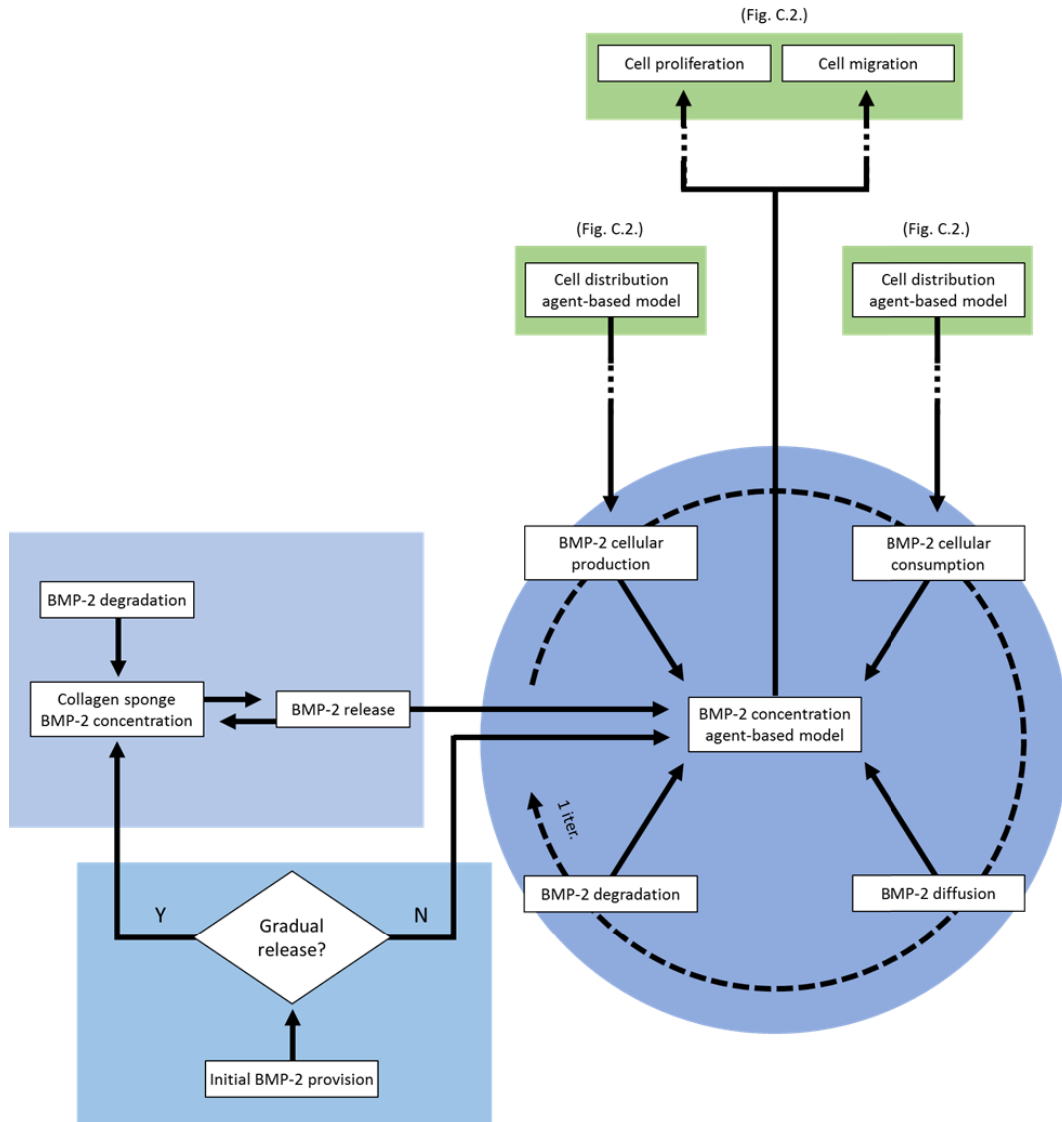 (Fig. C.2.)
Cell proliferation
Cell migration
(Fig. C.2.)
(Fig. C.2.)
Cell distribution
agent-based model
Cell distribution
agent-based model
BMP-2 cellular
production
BMP-2 cellular
consumption
BMP-2 degradation
Collagen sponge
BMP-2 concentration
BMP-2 release
BMP-2 concentration
agent-based model
1 iter.
BMP-2 degradation
BMP-2 diffusion
Y
Gradual
release?
N
Initial BMP-2 provision